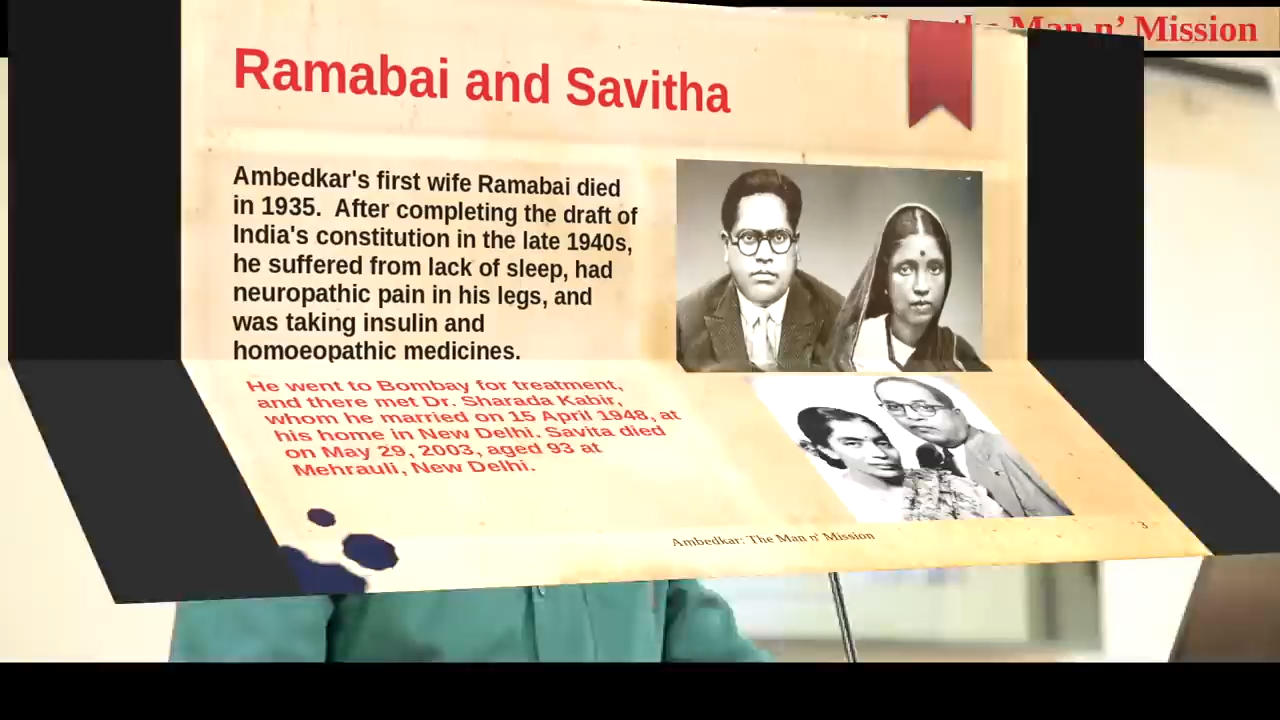 the Man n’ Mission
Ramabai and Savitha
Ambedkar's first wife Ramabai died
in 1935. After completing the draft of
India's constitution in the late 1940s,
he suffered from lack of sleep, had
neuropathic pain in his legs, and
was taking insulin and
homoeopathic medicines.
He went to Bombay for treatment,
and there met Dr. Sharada Kabir,
whom he married on 15 April 1948, at
his home in New Delhi. Savita died
on May 29, 2003, aged 93 at
Mehrauli, New Delhi.
Ambedkar: The Man n’ Mission
3